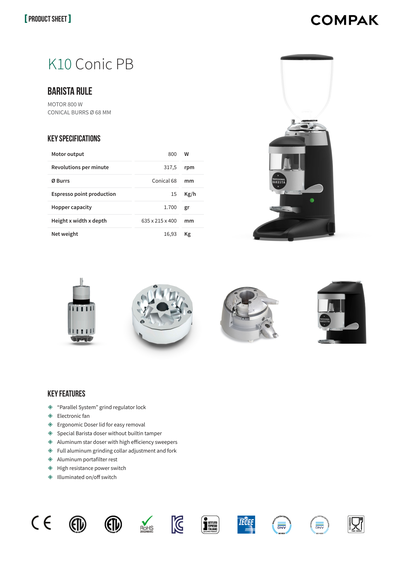 [ PRODUCT SHEET ]
COMPAK
K10 Conic PB
BARISTA RULE
MOTOR 800 W
CONICAL BURRS Ø 68 MM
KEY SPECIFICATIONS
Motor output 800 W
Revolutions per minute 317,5 rpm
Ø Burrs Conical 68 mm
Espresso point production 15 Kg/h
Hopper capacity 1.700 gr
Height x width x depth 635 x 215 x 400 mm
Net weight 16,93 Kg
KEY FEATURES
"Parallel System" grind regulator lock
Electronic fan
Ergonomic Doser lid for easy removal
Special Barista doser without builtin tamper
Aluminum star doser with high efficiency sweepers
Full aluminum grinding collar adjustment and fork
Aluminum portafilter rest
High resistance power switch
Illuminated on/off switch
CE
RoHS